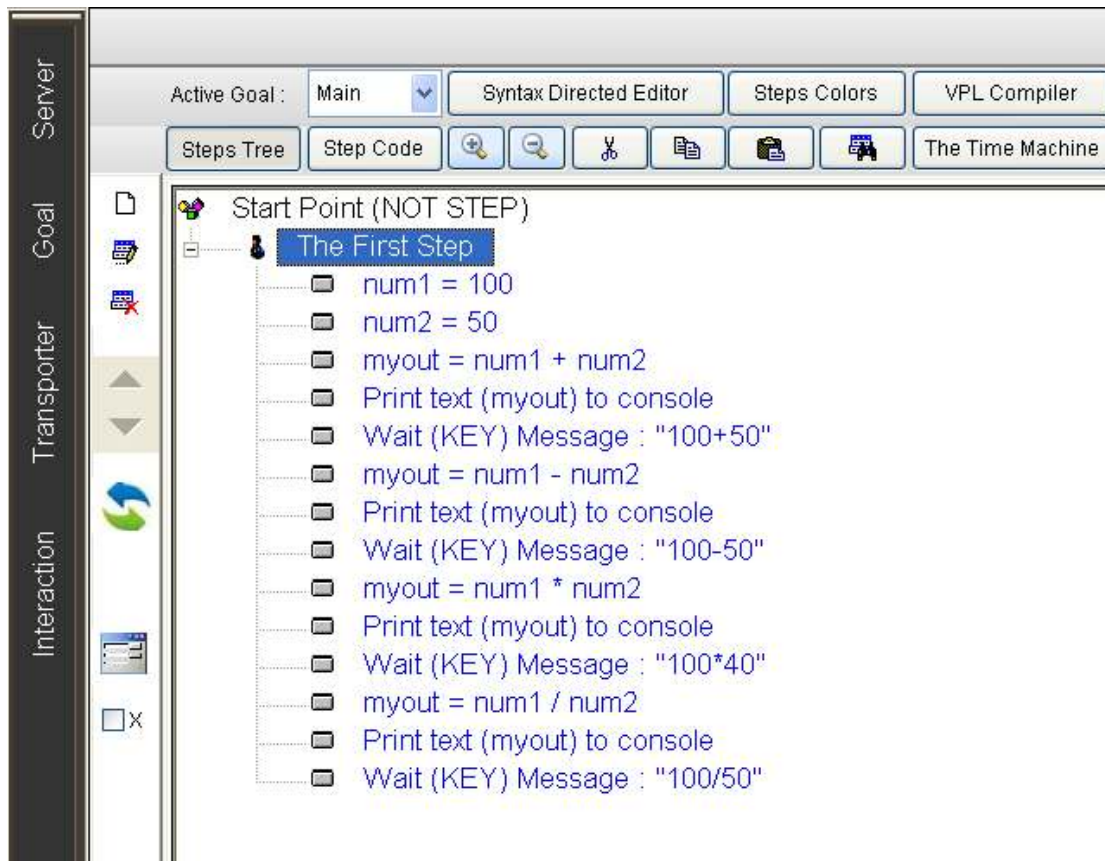 Server
Goal
Transporter
Interaction
Active Goal : Main Syntax Directed Editor Steps Colors VPL Compiler
Steps Tree Step Code The Time Machine
Start Point (NOT STEP)
The First Step
num1 = 100
num2 = 50
myout = num1 + num2
Print text (myout) to console
Wait (KEY) Message : "100+50"
myout = num1 - num2
Print text (myout) to console
Wait (KEY) Message : "100-50"
myout = num1 * num2
Print text (myout) to console
Wait (KEY) Message : "100*40"
myout = num1 / num2
Print text (myout) to console
Wait (KEY) Message : "100/50"
X